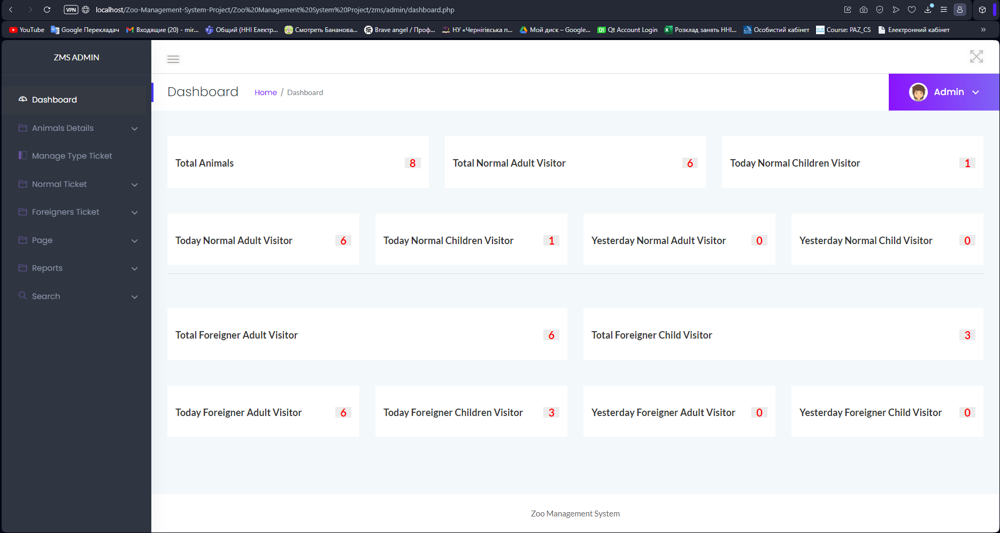 VPN localhost/Zoo-Management-System-Project/Zoo%20Management%20System%20Project/zms/admin/dashboard.php
YouTube Google Перекладач Входящие (20) - mir... Общий (ННІ Електр... Смотреть Бананова... Brave angel / Проф... НУ «Чернігівська п... Мой диск – Google... Qt Account Login Розклад занять ННІ... Особистий кабінет Course: PAZ_CS Електронний кабінет »
ZMS ADMIN
Dashboard
Animals Details
Manage Type Ticket
Normal Ticket
Foreigners Ticket
Page
Reports
Search
Dashboard Home / Dashboard
Admin
Total Animals 8
Total Normal Adult Visitor 6
Today Normal Children Visitor 1
Today Normal Adult Visitor 6
Today Normal Children Visitor 1
Yesterday Normal Adult Visitor 0
Yesterday Normal Child Visitor 0
Total Foreigner Adult Visitor 6
Total Foreigner Child Visitor 3
Today Foreigner Adult Visitor 6
Today Foreigner Children Visitor 3
Yesterday Foreigner Adult Visitor 0
Yesterday Foreigner Child Visitor 0
Zoo Management System